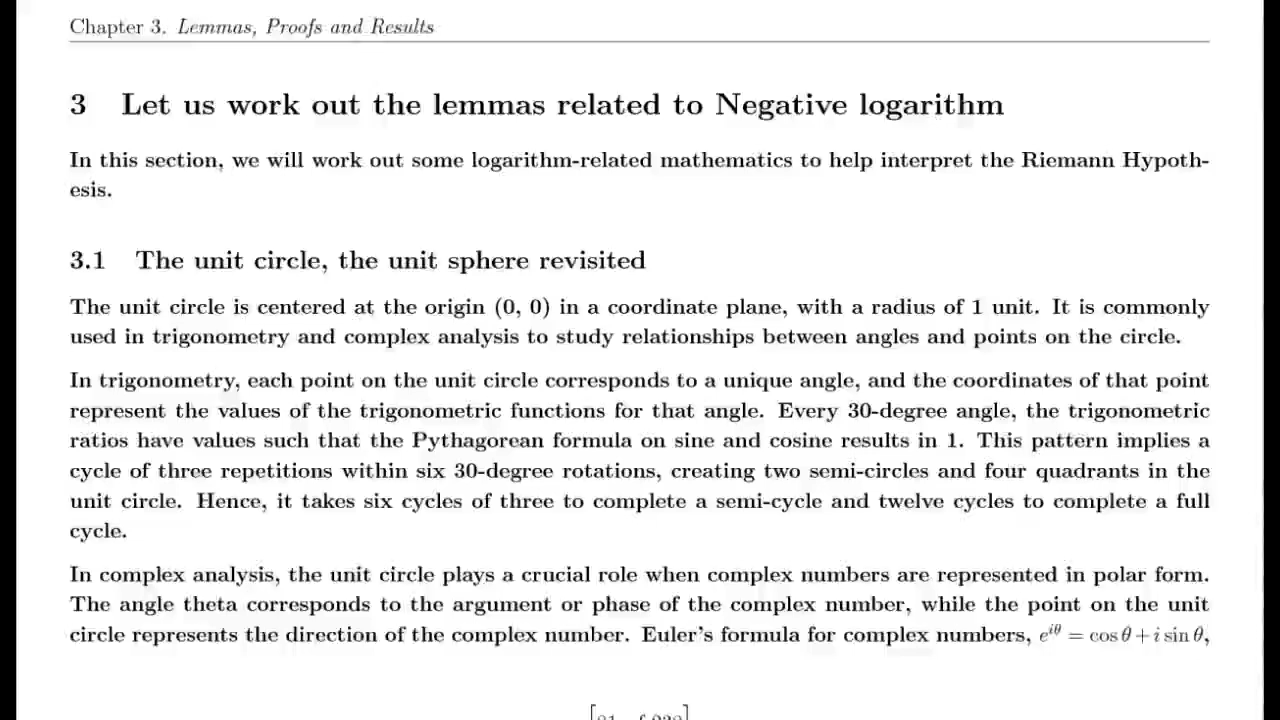 Chapter 3. Lemmas, Proofs and Results
3 Let us work out the lemmas related to Negative logarithm
In this section, we will work out some logarithm-related mathematics to help interpret the Riemann Hypoth-
esis.
3.1 The unit circle, the unit sphere revisited
The unit circle is centered at the origin (0, 0) in a coordinate plane, with a radius of 1 unit. It is commonly
used in trigonometry and complex analysis to study relationships between angles and points on the circle.
In trigonometry, each point on the unit circle corresponds to a unique angle, and the coordinates of that point
represent the values of the trigonometric functions for that angle. Every 30-degree angle, the trigonometric
ratios have values such that the Pythagorean formula on sine and cosine results in 1. This pattern implies a
cycle of three repetitions within six 30-degree rotations, creating two semi-circles and four quadrants in the
unit circle. Hence, it takes six cycles of three to complete a semi-cycle and twelve cycles to complete a full
cycle.
In complex analysis, the unit circle plays a crucial role when complex numbers are represented in polar form.
The angle theta corresponds to the argument or phase of the complex number, while the point on the unit
circle represents the direction of the complex number. Euler's formula for complex numbers, e^{iθ} = cos θ + i sin θ,